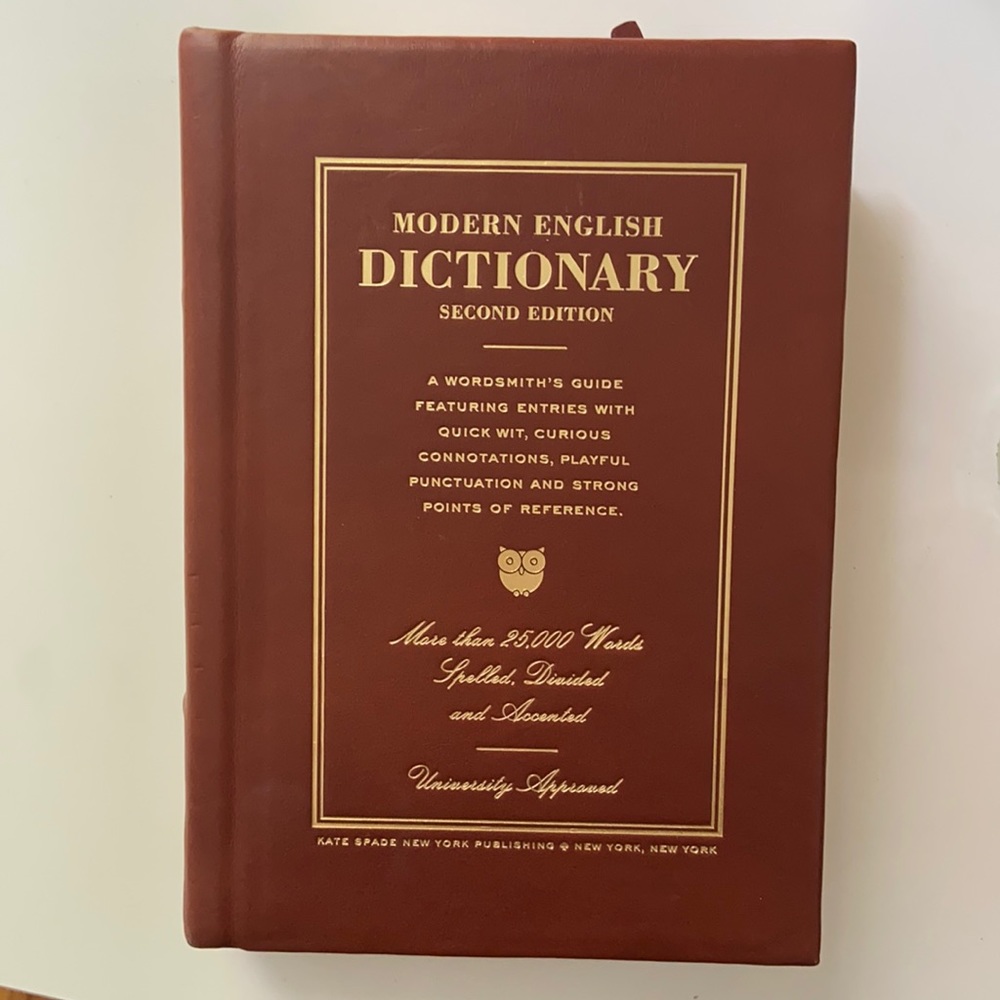 MODERN ENGLISH
DICTIONARY
SECOND EDITION
A WORDSMITH'S GUIDE
FEATURING ENTRIES WITH
QUICK WIT, CURIOUS
CONNOTATIONS, PLAYFUL
PUNCTUATION AND STRONG
POINTS OF REFERENCE.
More than 25,000 Words
Spelled, Divided
and Accented
University Approved
KATE SPADE NEW YORK PUBLISHING NEW YORK, NEW YORK